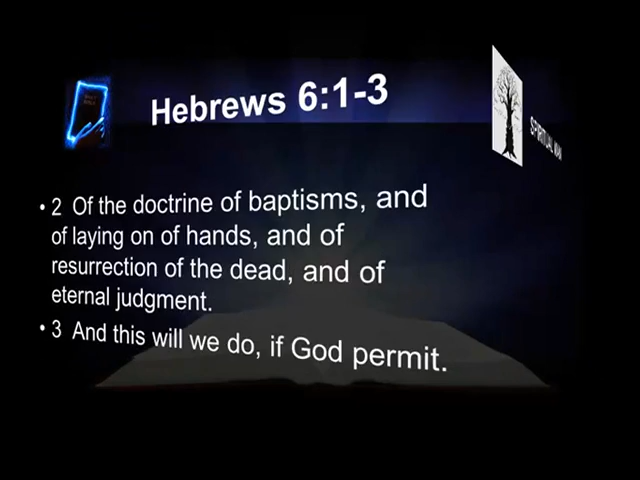 Hebrews 6:1-3
SPIRITUAL MAN
• 2 Of the doctrine of baptisms, and
of laying on of hands, and of
resurrection of the dead, and of
eternal judgment.
• 3 And this will we do, if God permit.